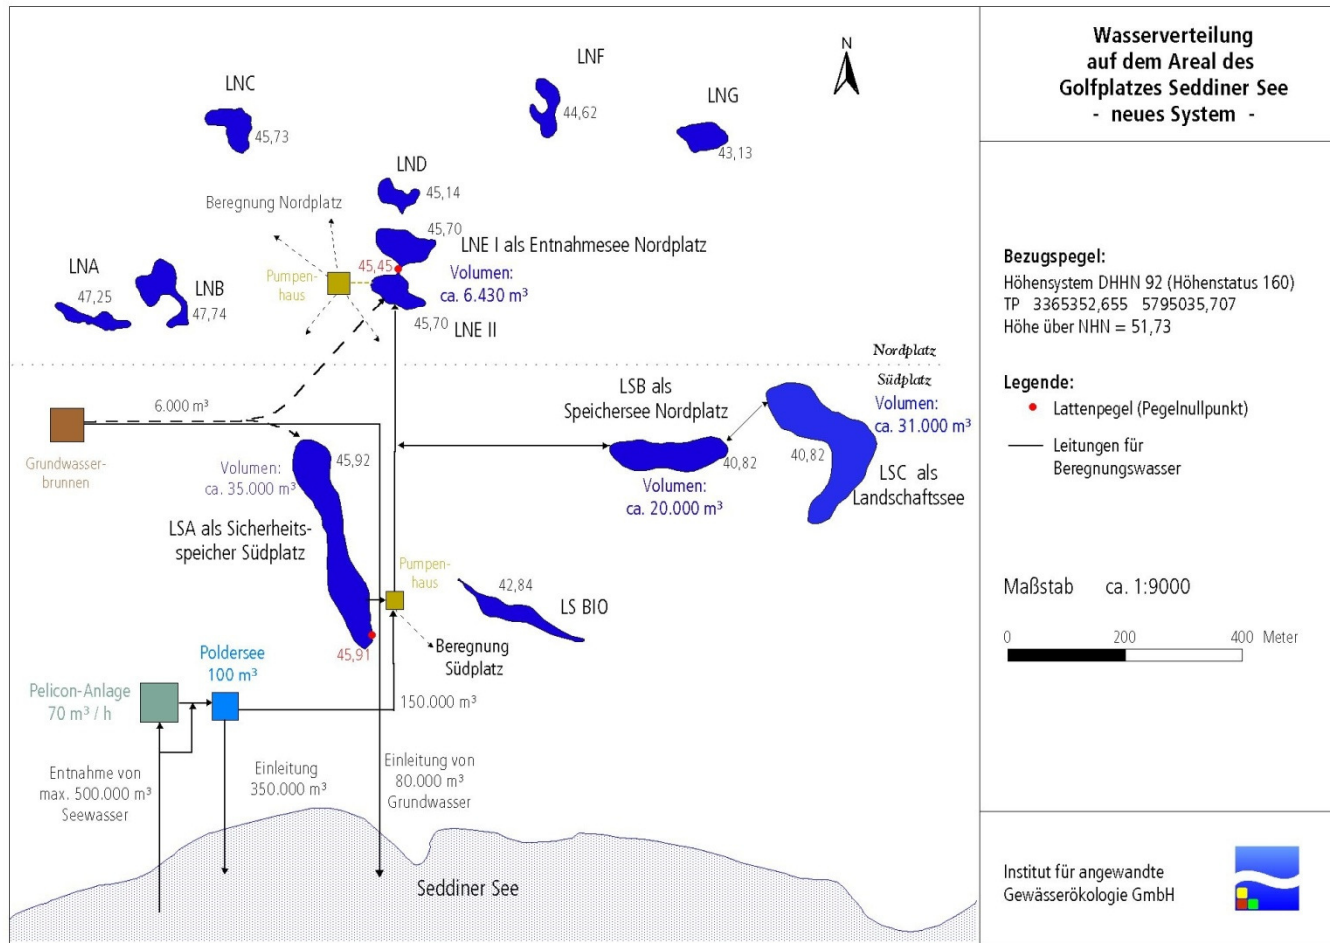 Wasserverteilung
auf dem Areal des
Golfplatzes Seddiner See
- neues System -
N
LNF
LNC
44,62
LNG
45,73
43,13
LND
45,14
Beregnung Nordplatz
45,70
LNE I als Entnahmesee Nordplatz
45,45
Volumen:
ca. 6.430 m³
Pumpen-
haus
LNA
47,25
LNB
47,74
45,70
LNE II
Nordplatz
Südplatz
Bezugspegel:
Höhensystem DHHN 92 (Höhenstatus 160)
TP 3365352,655 5795035,707
Höhe über NHN = 51,73
Legende:
Lattenpegel (Pegelnullpunkt)
Leitungen für
Beregnungswasser
6.000 m³
Grundwasser-
brunnen
LSB als
Speichersee Nordplatz
40,82
Volumen:
ca. 20.000 m³
Volumen:
ca. 31.000 m³
40,82
LSC als
Landschaftssee
45,92
Volumen:
ca. 35.000 m³
LSA als Sicherheits-
speicher Südplatz
45,91
Pumpen-
haus
42,84
LS BIO
Beregnung
Südplatz
Maßstab ca. 1:9000
0 200 400 Meter
Poldersee
100 m³
Pelicon-Anlage
70 m³ / h
150.000 m³
Entnahme von
max. 500.000 m³
Seewasser
Einleitung
350.000 m³
Einleitung von
80.000 m³
Grundwasser
Seddiner See
Institut für angewandte
Gewässerökologie GmbH